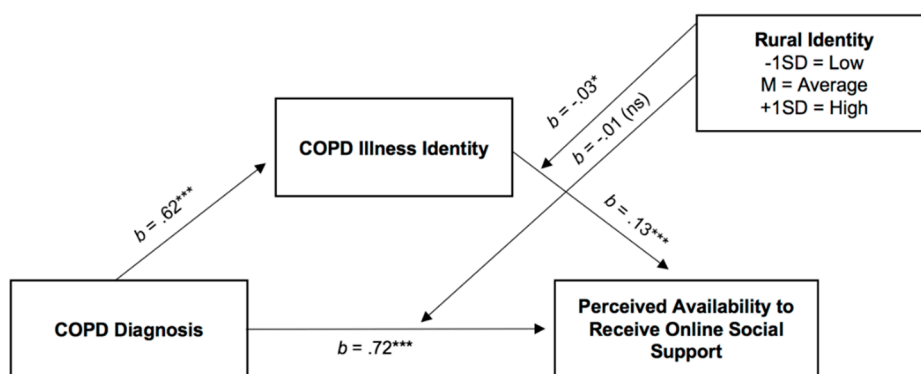 Rural Identity
-1SD = Low
M = Average
+1SD = High
b = -.03*
b = -.01 (ns)
COPD Illness Identity
b = .62***
b = .13***
COPD Diagnosis
Perceived Availability to
Receive Online Social
Support
b = .72***